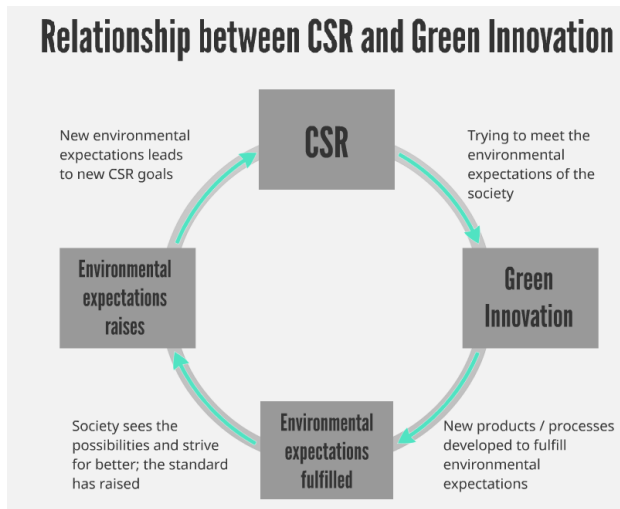 Relationship between CSR and Green Innovation
CSR
Trying to meet the
environmental
expectations of the
society
Green
Innovation
New products / processes
developed to fulfill
environmental
expectations
Environmental
expectations
fulfilled
Society sees the
possibilities and strive
for better; the standard
has raised
Environmental
expectations
raises
New environmental
expectations leads
to new CSR goals